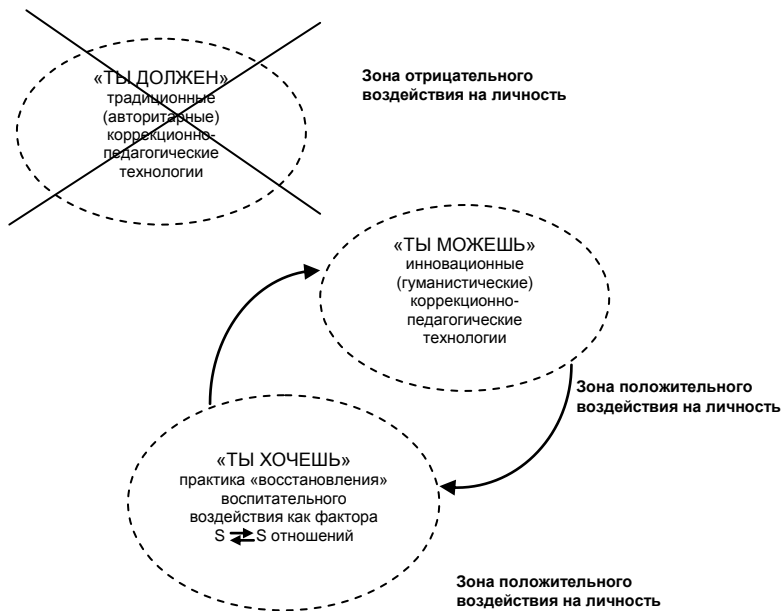 «ТЫ ДОЛЖЕН»
традиционные
(авторитарные)
коррекционно-
педагогические
технологии
Зона отрицательного
воздействия на личность
«ТЫ МОЖЕШЬ»
инновационные
(гуманистические)
коррекционно-
педагогические
технологии
Зона положительного
воздействия на личность
«ТЫ ХОЧЕШЬ»
практика «восстановления»
воспитательного
воздействия как фактора
S ⇄ S отношений
Зона положительного
воздействия на личность